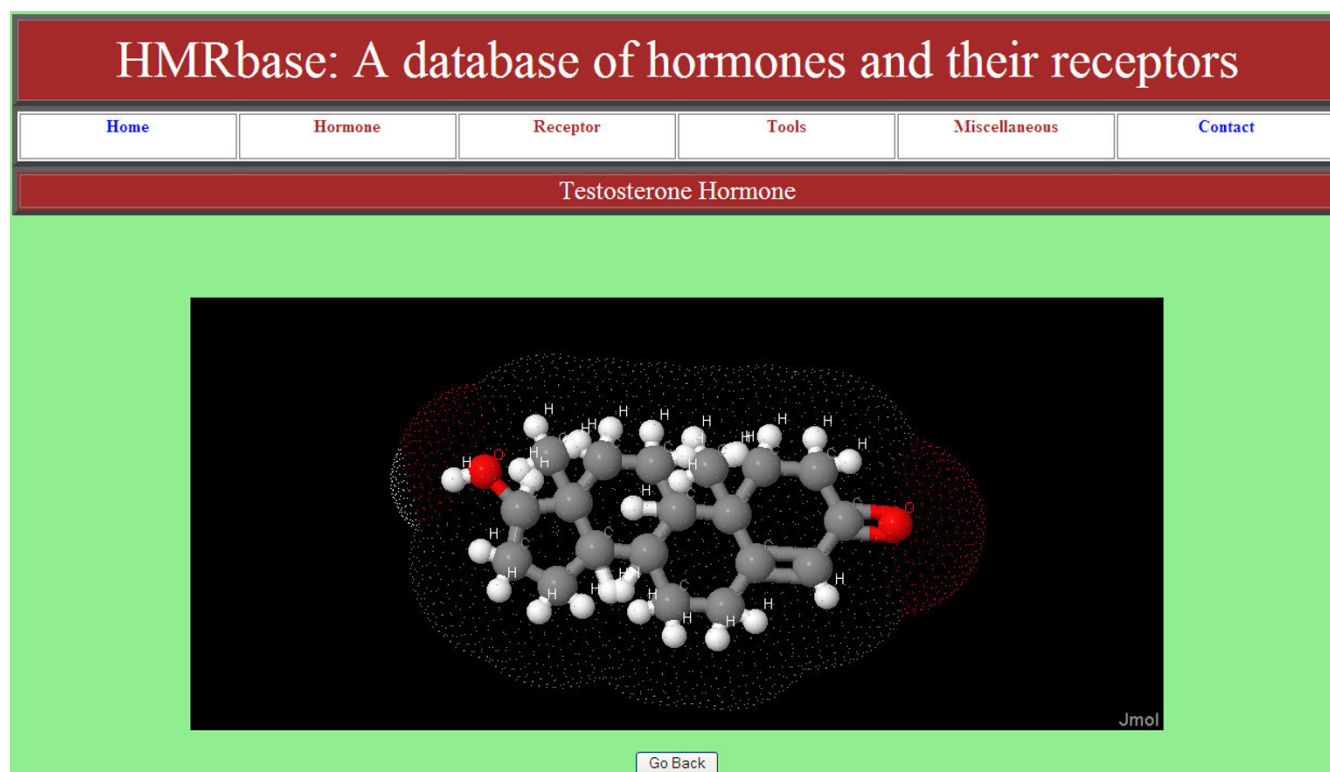 HMRbase: A database of hormones and their receptors
Home Hormone Receptor Tools Miscellaneous Contact
Testosterone Hormone
H H H H H H
H H H H H C H
H O C C C C C H
H H H C O
H C C
H H H H C H
H H H H H
Jmol
Go Back